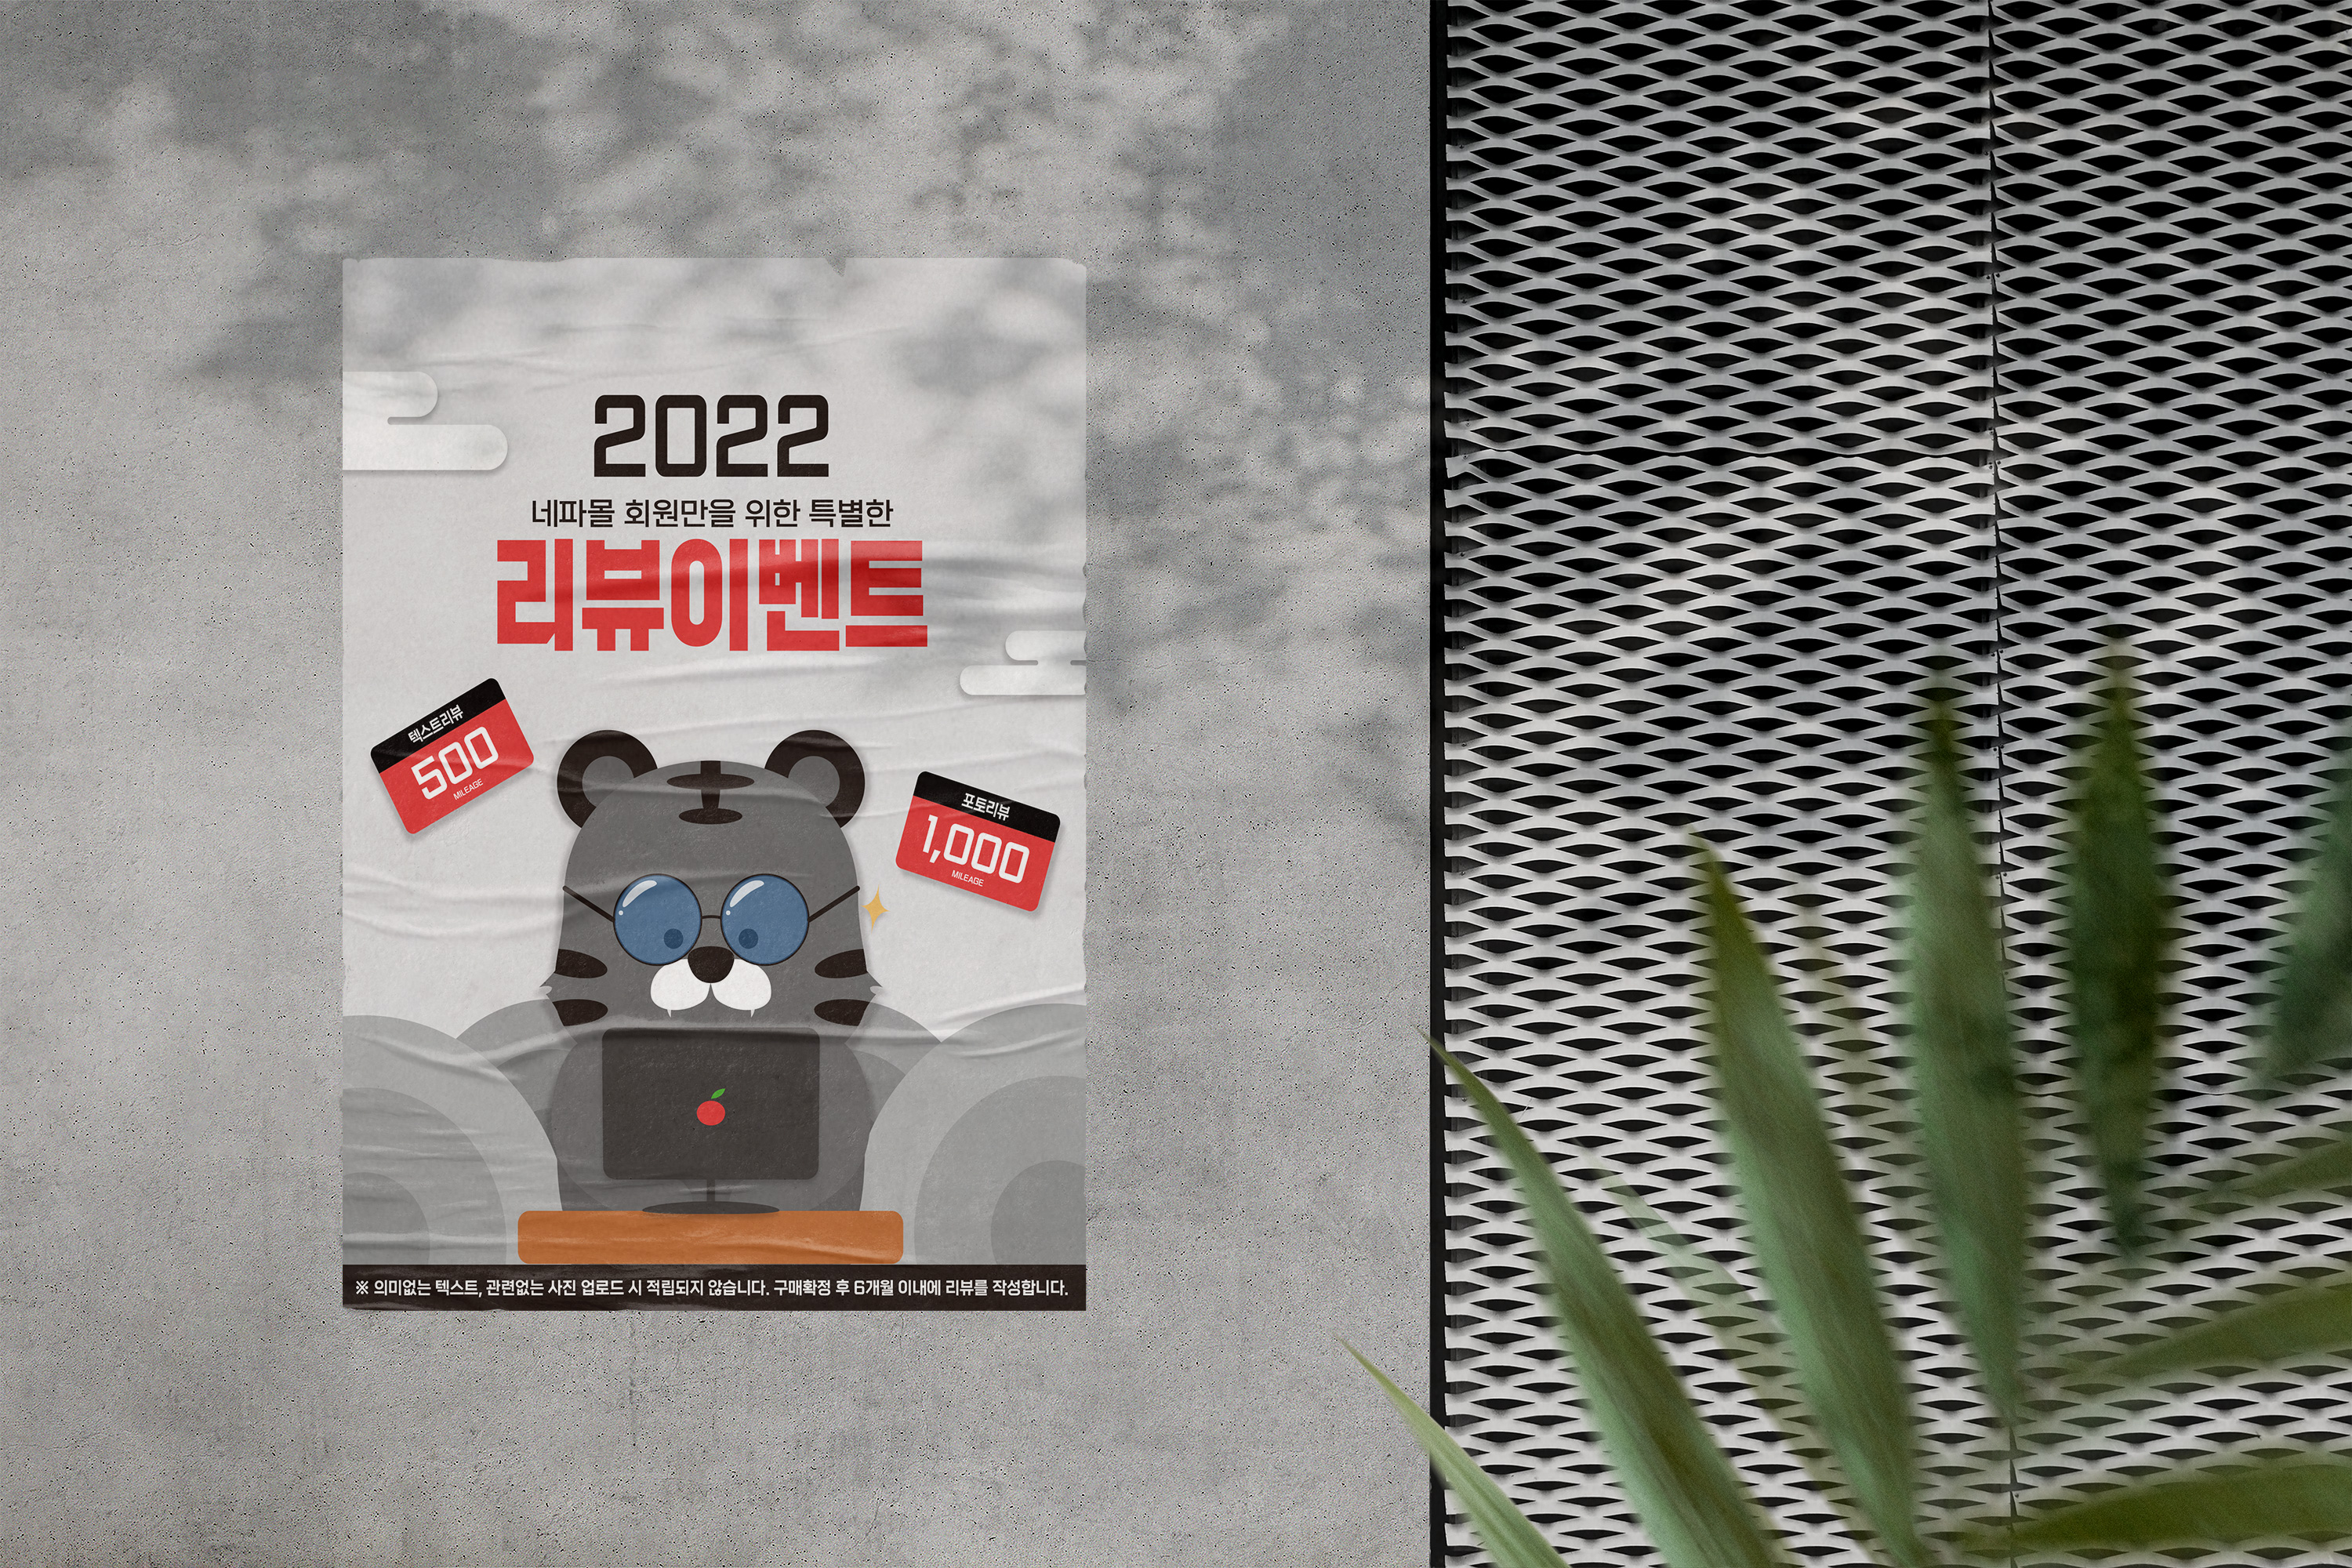 2022
네파몰 회원만을 위한 특별한
리뷰이벤트
텍스트리뷰
500
MILEAGE
포토리뷰
1,000
MILEAGE
※ 의미없는 텍스트, 관련없는 사진 업로드 시 적립되지 않습니다. 구매확정 후 6개월 이내에 리뷰를 작성합니다.